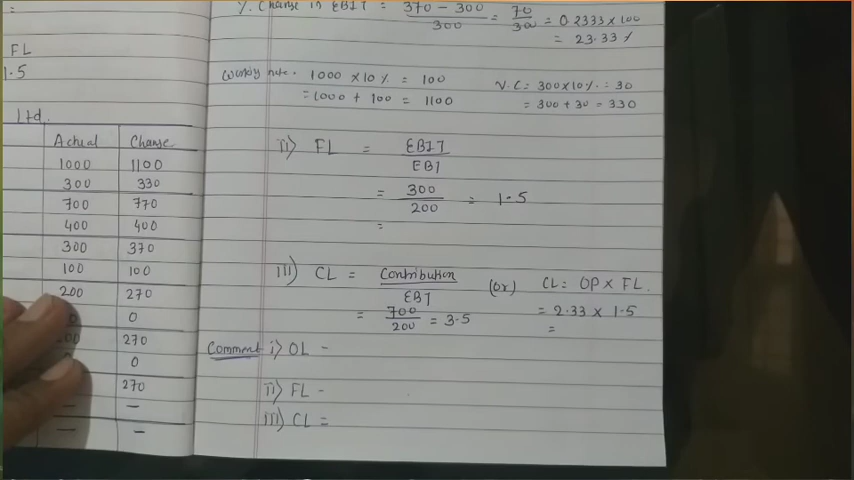 =
FL
1.5
Ltd.
Actual Change
1000 1100
300 330
700 770
400 400
300 370
100 100
200 270
0
270
0
270
— —
— —
y. Change in EBIT = 370 - 300 / 300 = 70 / 300 = 0.2333 x 100
= 23.33 %
Working note. 1000 x 10 % = 100
= 1000 + 100 = 1100
V.C = 300 x 10 % = 30
= 300 + 30 = 330
ii) FL = EBIT / EBT
= 300 / 200 = 1.5
=
iii) CL = Contribution / EBT
= 700 / 200 = 3.5
(or) CL = OP x FL.
= 2.33 x 1.5
=
Comment i) OL -
ii) FL -
iii) CL =